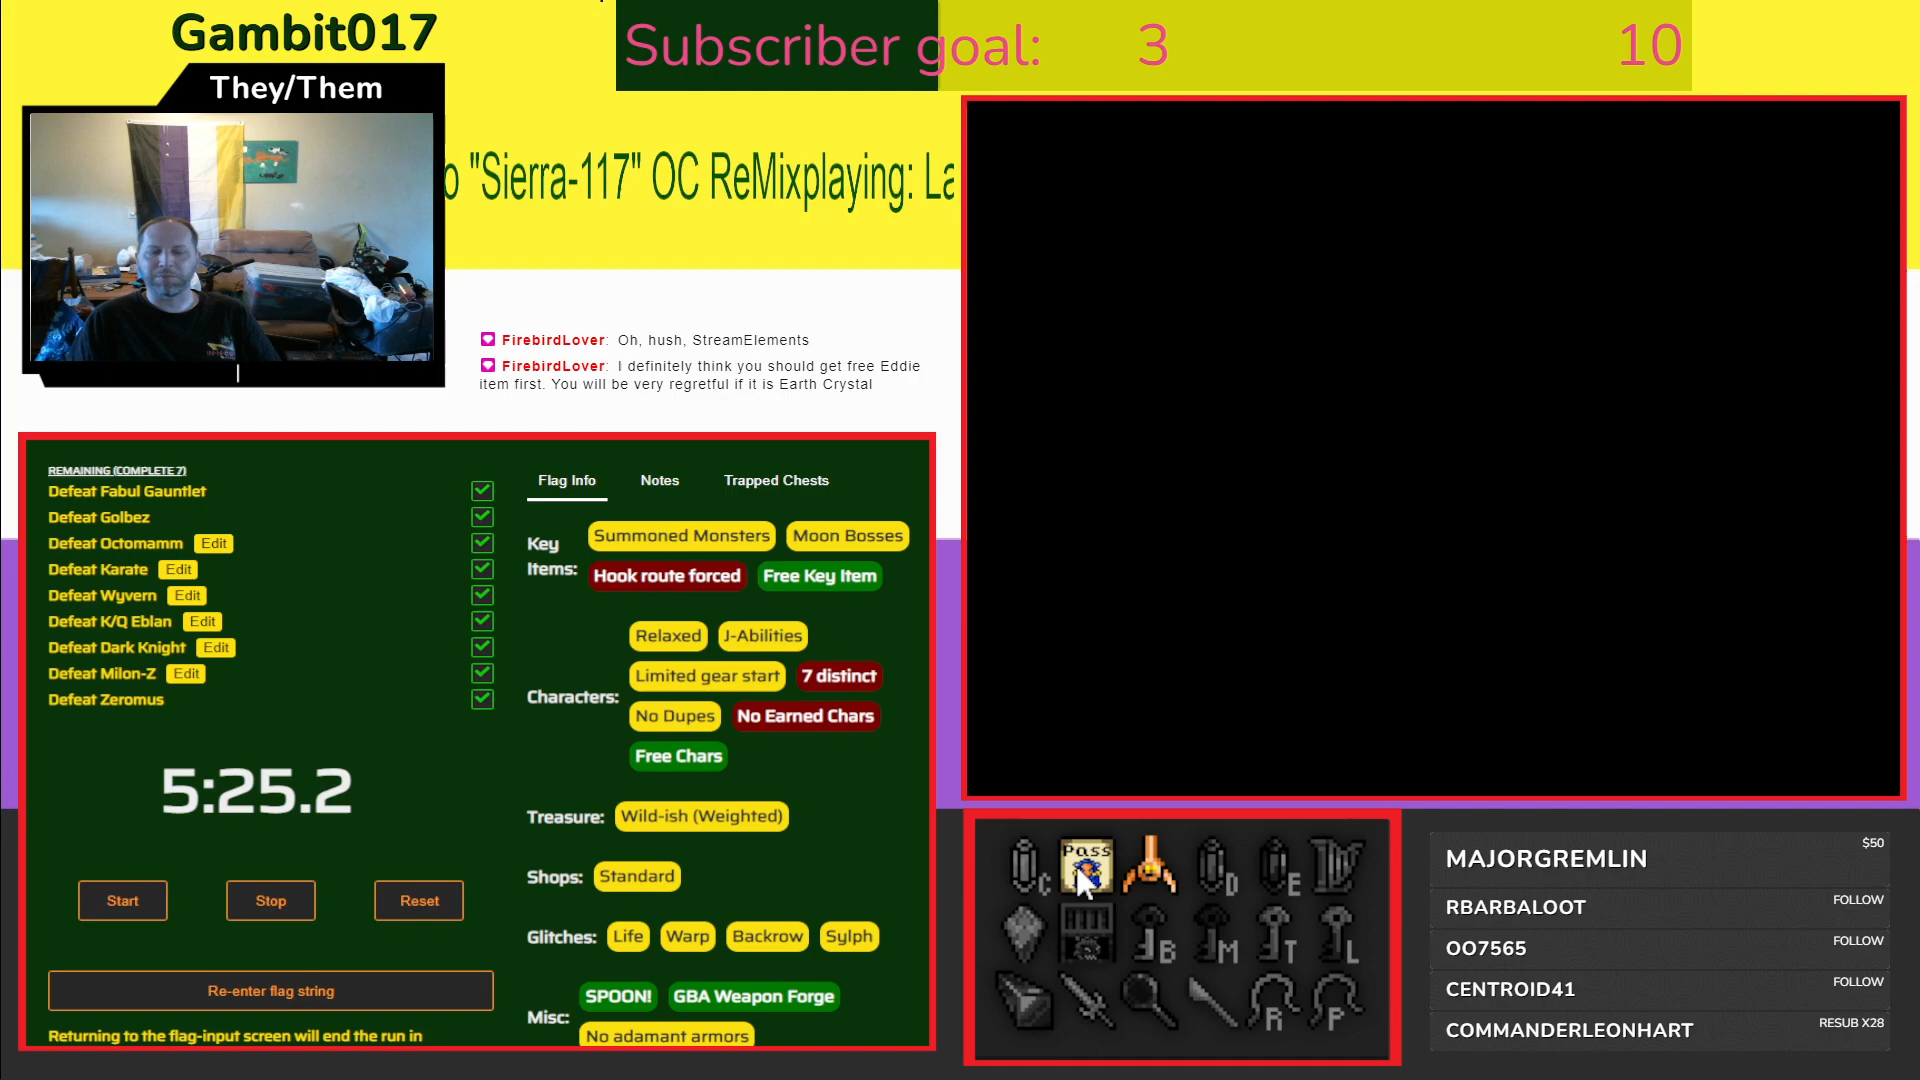 Gambit017
They/Them
Subscriber goal: 3 10
o "Sierra-117" OC ReMixplaying: La
FirebirdLover: Oh, hush, StreamElements
FirebirdLover: I definitely think you should get free Eddie
item first. You will be very regretful if it is Earth Crystal
REMAINING (COMPLETE 7)
Defeat Fabul Gauntlet
Defeat Golbez
Defeat Octomamm Edit
Defeat Karate Edit
Defeat Wyvern Edit
Defeat K/Q Eblan Edit
Defeat Dark Knight Edit
Defeat Milon-Z Edit
Defeat Zeromus
5:25.2
Start Stop Reset
Re-enter flag string
Returning to the flag-input screen will end the run in
Flag Info Notes Trapped Chests
Key Items: Summoned Monsters Moon Bosses
Hook route forced Free Key Item
Characters: Relaxed J-Abilities
Limited gear start 7 distinct
No Dupes No Earned Chars
Free Chars
Treasure: Wild-ish (Weighted)
Shops: Standard
Glitches: Life Warp Backrow Sylph
Misc: SPOON! GBA Weapon Forge
No adamant armors
C Pass D E
B M T L
R P
MAJORGREMLIN $50
RBARBALOOT FOLLOW
OO7565 FOLLOW
CENTROID41 FOLLOW
COMMANDERLEONHART RESUB X28